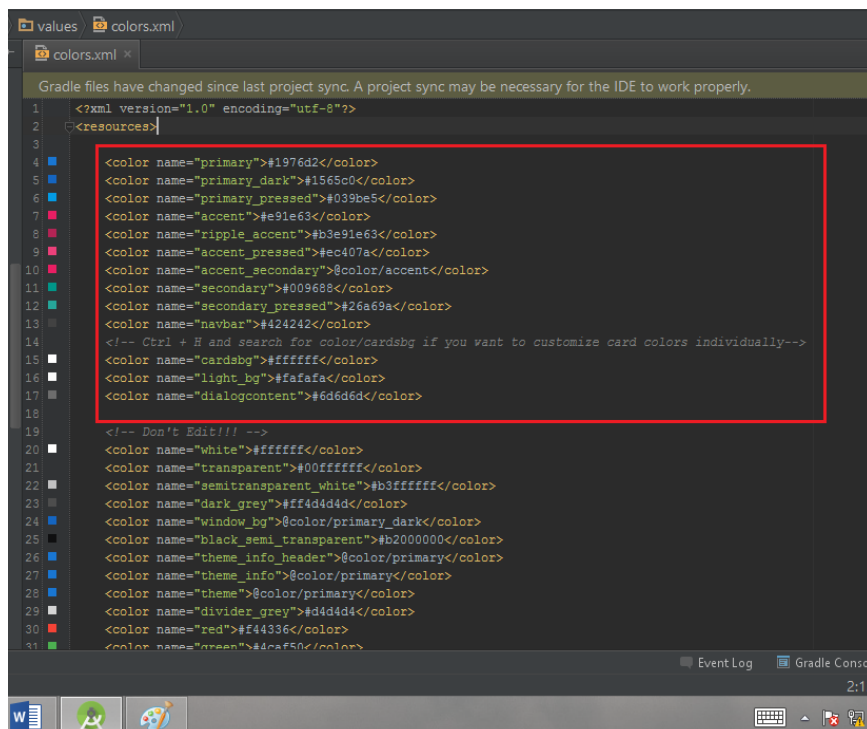 values colors.xml
colors.xml ×
Gradle files have changed since last project sync. A project sync may be necessary for the IDE to work properly.
1 <?xml version="1.0" encoding="utf-8"?>
2 <resources>
3
4 <color name="primary">#1976d2</color>
5 <color name="primary_dark">#1565c0</color>
6 <color name="primary_pressed">#039be5</color>
7 <color name="accent">#e91e63</color>
8 <color name="ripple_accent">#b3e91e63</color>
9 <color name="accent_pressed">#ec407a</color>
10 <color name="accent_secondary">@color/accent</color>
11 <color name="secondary">#009688</color>
12 <color name="secondary_pressed">#26a69a</color>
13 <color name="navbar">#424242</color>
14 <!-- Ctrl + H and search for color/cardsbg if you want to customize card colors individually-->
15 <color name="cardsbg">#ffffff</color>
16 <color name="light_bg">#fafafa</color>
17 <color name="dialogcontent">#6d6d6d</color>
18
19 <!-- Don't Edit!!! -->
20 <color name="white">#ffffff</color>
21 <color name="transparent">#00ffffff</color>
22 <color name="semitransparent_white">#b3ffffff</color>
23 <color name="dark_grey">#ff4d4d4d</color>
24 <color name="window_bg">@color/primary_dark</color>
25 <color name="black_semi_transparent">#b2000000</color>
26 <color name="theme_info_header">@color/primary</color>
27 <color name="theme_info">@color/primary</color>
28 <color name="theme">@color/primary</color>
29 <color name="divider_grey">#d4d4d4</color>
30 <color name="red">#f44336</color>
31 <color name="green">#4caf50</color>
Event Log Gradle Conso
2:1
W